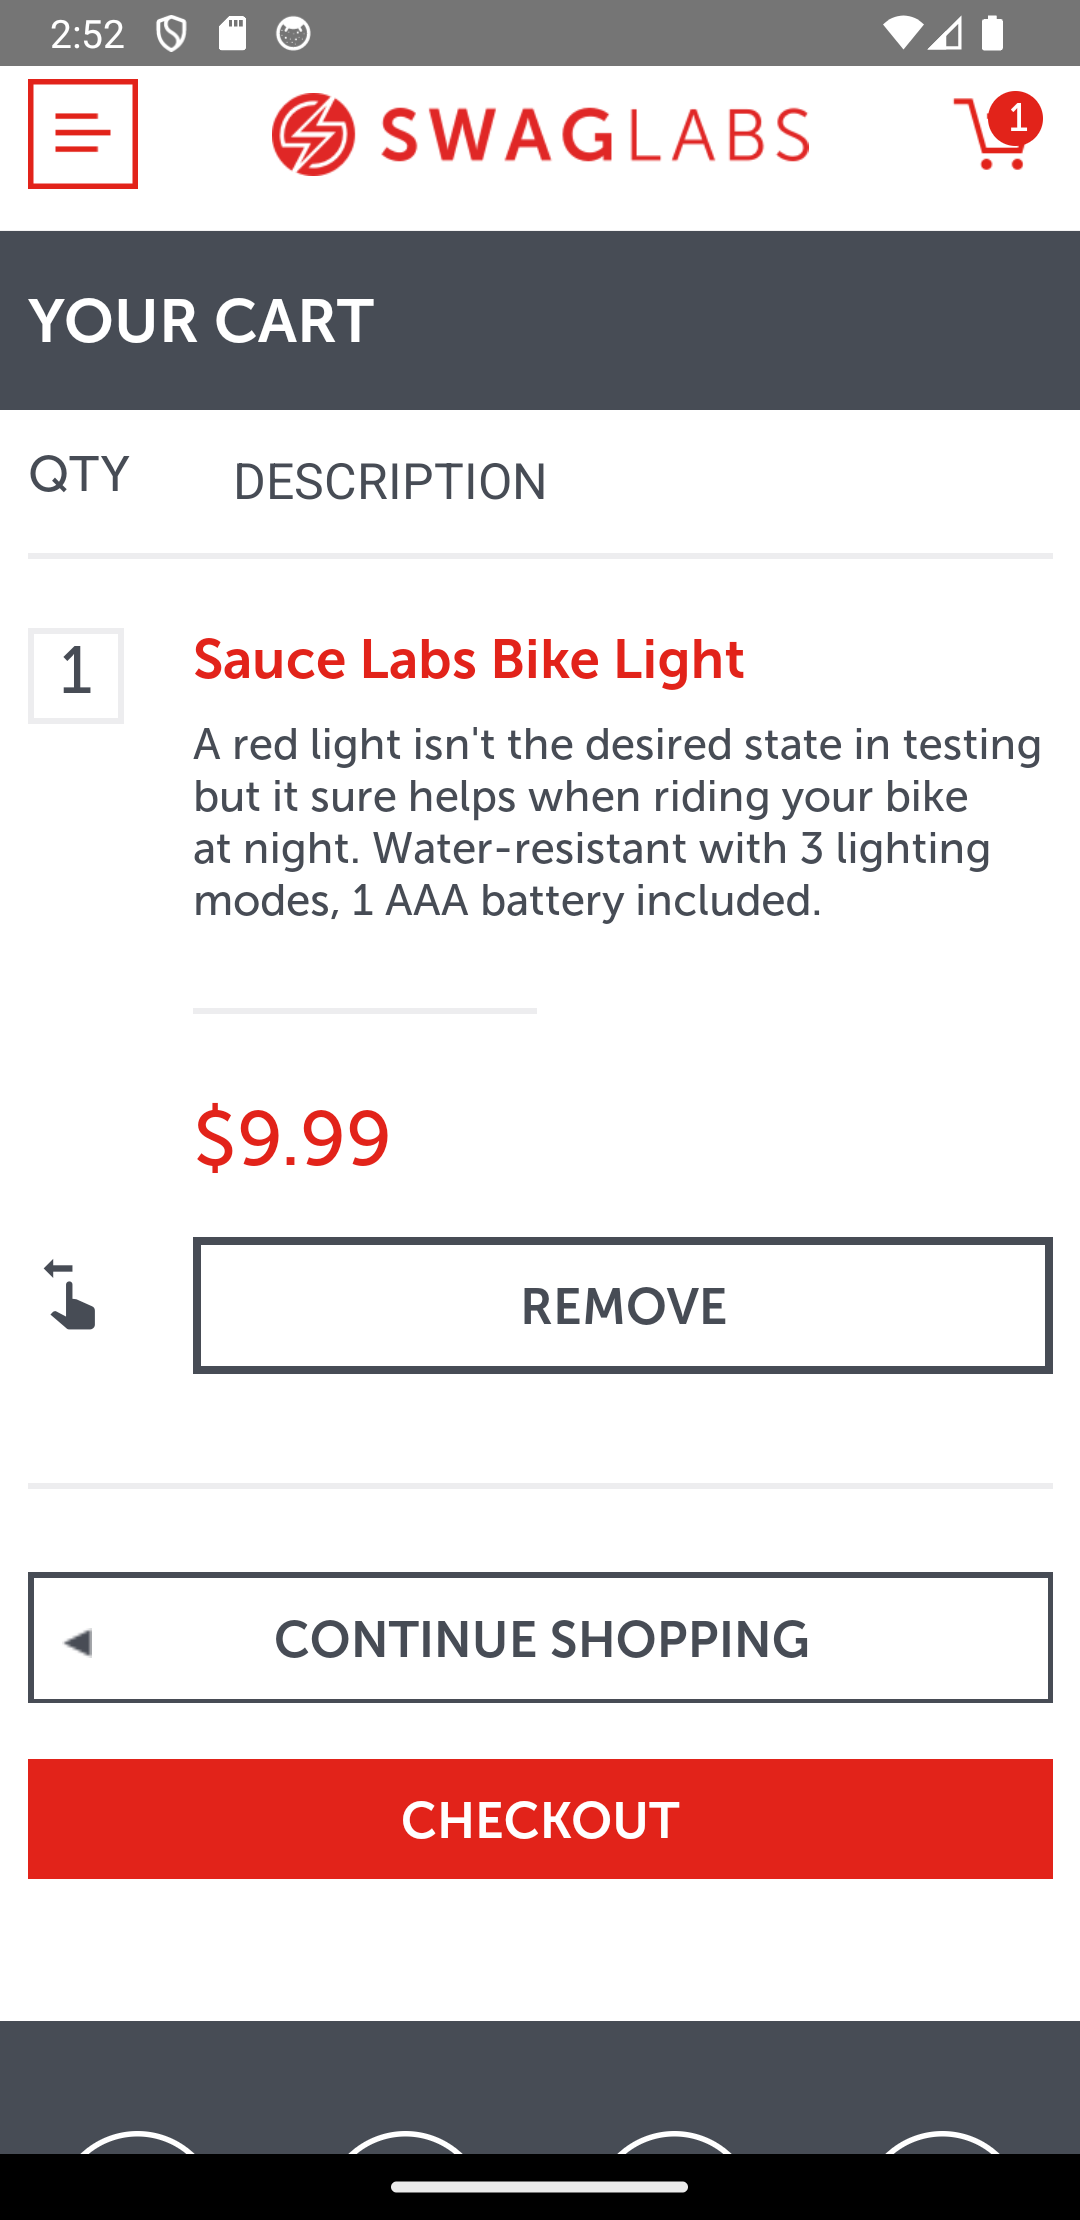 2:52
SWAGLABS
1
YOUR CART
QTY
DESCRIPTION
1
Sauce Labs Bike Light
A red light isn't the desired state in testing
but it sure helps when riding your bike
at night. Water-resistant with 3 lighting
modes, 1 AAA battery included.
$9.99
REMOVE
CONTINUE SHOPPING
CHECKOUT